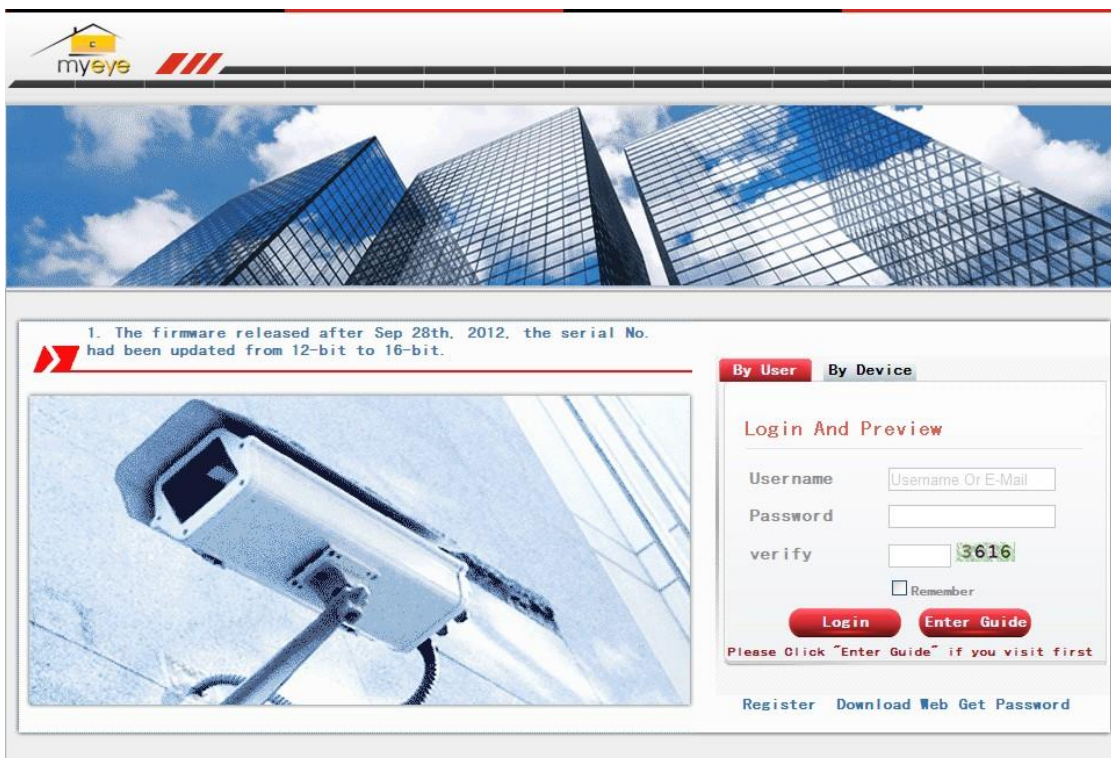 myeye
1. The firmware released after Sep 28th, 2012, the serial No.
had been updated from 12-bit to 16-bit.
By User By Device
Login And Preview
Username Username Or E-Mail
Password
verify 3616
Remember
Login Enter Guide
Please Click "Enter Guide" if you visit first
Register Download Web Get Password